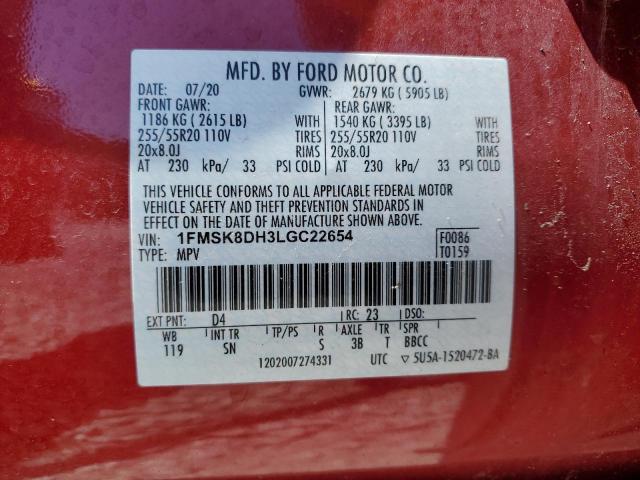 MFD. BY FORD MOTOR CO.
DATE: 07/20 GVWR: 2679 KG ( 5905 LB)
FRONT GAWR: REAR GAWR:
1186 KG ( 2615 LB) WITH 1540 KG ( 3395 LB) WITH
255/55R20 110V TIRES 255/55R20 110V TIRES
20x8.0J RIMS 20x8.0J RIMS
AT 230 kPa/ 33 PSI COLD AT 230 kPa/ 33 PSI COLD
THIS VEHICLE CONFORMS TO ALL APPLICABLE FEDERAL MOTOR
VEHICLE SAFETY AND THEFT PREVENTION STANDARDS IN
EFFECT ON THE DATE OF MANUFACTURE SHOWN ABOVE.
VIN: 1FMSK8DH3LGC22654 F0086
TYPE: MPV T0159
EXT PNT: D4 RC: 23 DSO:
WB INT TR TP/PS R AXLE TR SPR
119 SN S 3B T BBCC
1202007274331 UTC ▽ 5U5A-1520472-BA